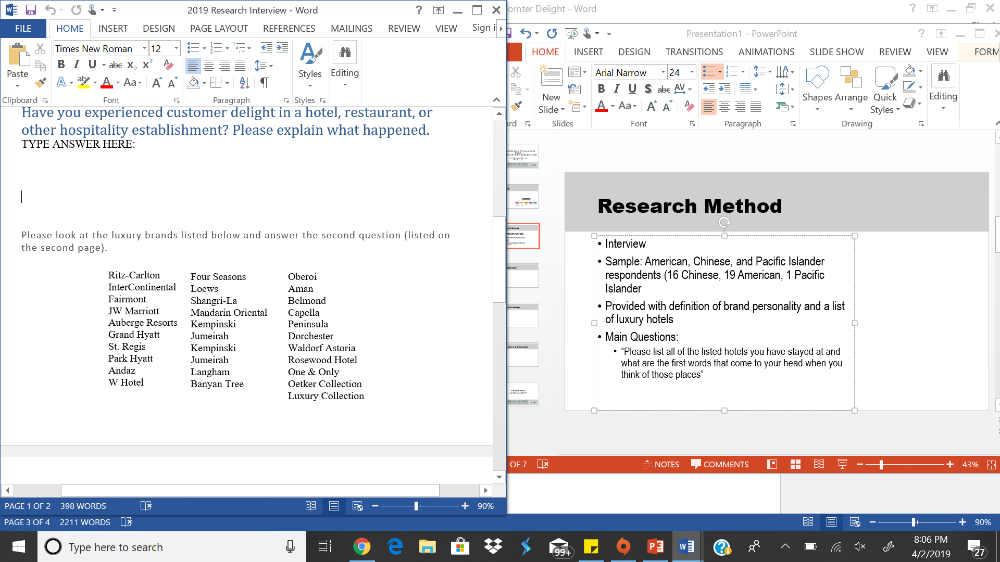 2019 Research Interview - Word
FILE HOME INSERT DESIGN PAGE LAYOUT REFERENCES MAILINGS REVIEW VIEW
Times New Roman 12
Paste
Styles
Editing
Clipboard Font Paragraph Styles
Have you experienced customer delight in a hotel, restaurant, or
other hospitality establishment? Please explain what happened.
TYPE ANSWER HERE:
Please look at the luxury brands listed below and answer the second question (listed on
the second page).
Ritz-Carlton
InterContinental
Fairmont
JW Marriott
Auberge Resorts
Grand Hyatt
St. Regis
Park Hyatt
Andaz
W Hotel
Four Seasons
Loews
Shangri-La
Mandarin Oriental
Kempinski
Jumeirah
Kempinski
Jumeirah
Langham
Banyan Tree
Oberoi
Aman
Belmond
Capella
Peninsula
Dorchester
Waldorf Astoria
Rosewood Hotel
One & Only
Oetker Collection
Luxury Collection
PAGE 1 OF 2 398 WORDS 90%
PAGE 3 OF 4 2211 WORDS 90%
Delight - Word
Presentation1 - PowerPoint
HOME INSERT DESIGN TRANSITIONS ANIMATIONS SLIDE SHOW REVIEW VIEW
Arial Narrow 24
New
Slide
Shapes Arrange Quick
Styles
Editing
Slides Font Paragraph Drawing
Research Method
• Interview
• Sample: American, Chinese, and Pacific Islander
respondents (16 Chinese, 19 American, 1 Pacific
Islander
• Provided with definition of brand personality and a list
of luxury hotels
• Main Questions:
• “Please list all of the listed hotels you have stayed at and
what are the first words that come to your head when you
think of those places”
OF 7 NOTES COMMENTS 43%
Type here to search
99+
8:06 PM
4/2/2019
27